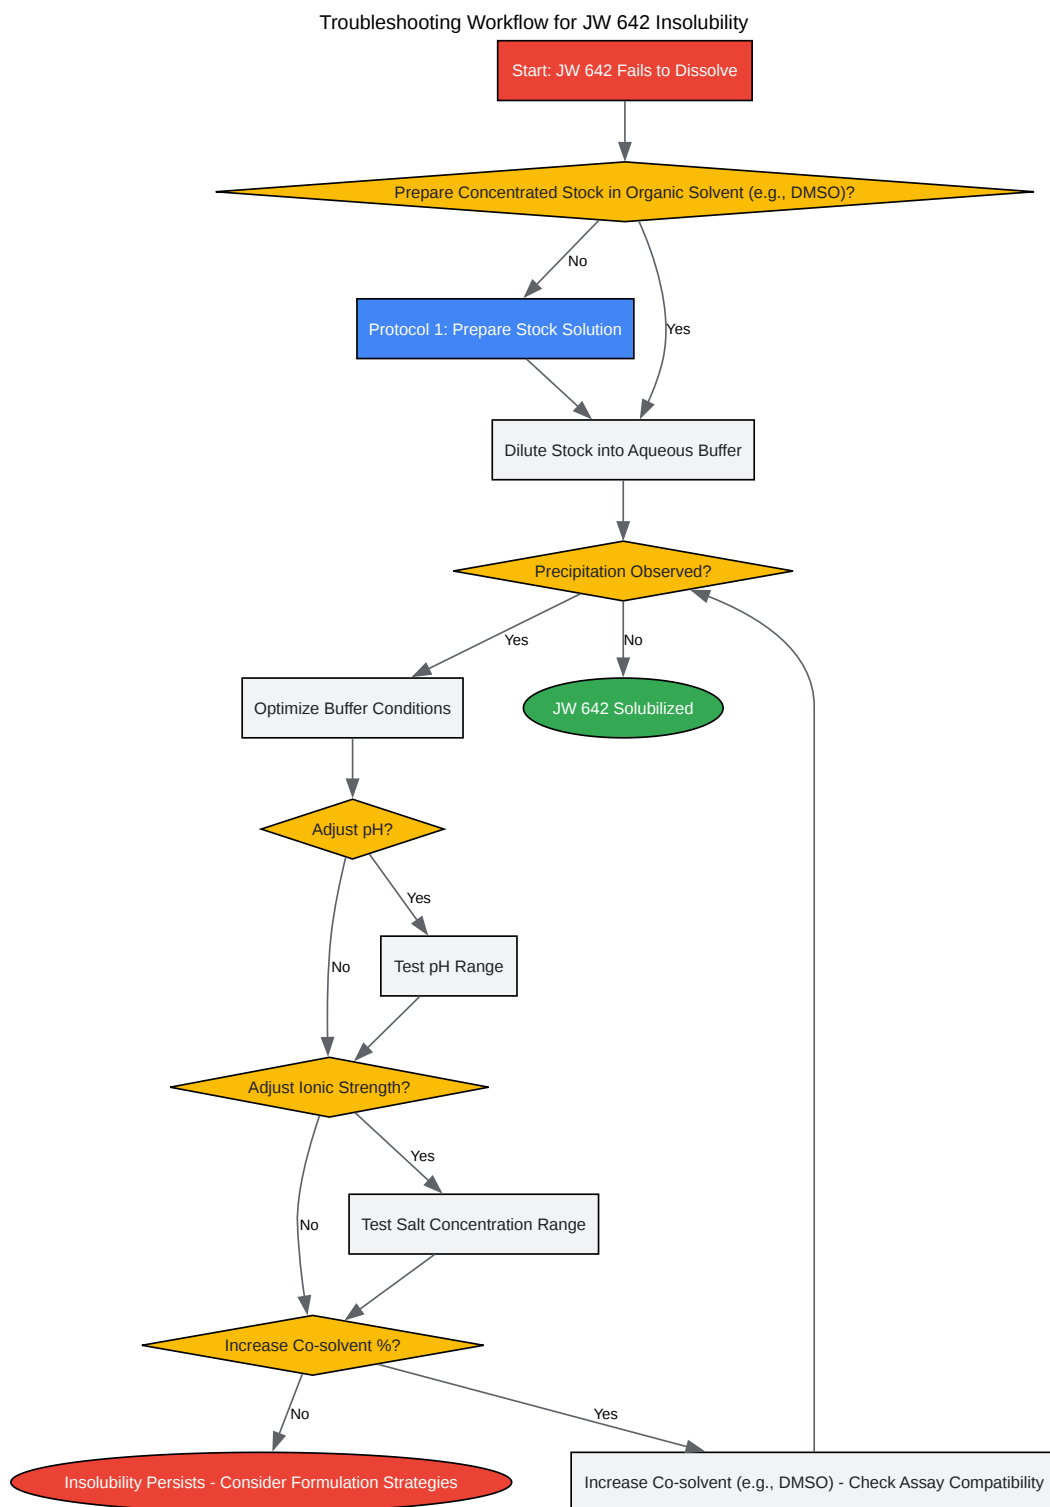 Troubleshooting Workflow for JW 642 Insolubility
Start: JW 642 Fails to Dissolve
Prepare Concentrated Stock in Organic Solvent (e.g., DMSO)?
No
Protocol 1: Prepare Stock Solution
Yes
Dilute Stock into Aqueous Buffer
Precipitation Observed?
Yes
No
Optimize Buffer Conditions
JW 642 Solubilized
Adjust pH?
Yes
Test pH Range
No
Adjust Ionic Strength?
Yes
No
Test Salt Concentration Range
Increase Co-solvent %?
No
Yes
Insolubility Persists - Consider Formulation Strategies
Increase Co-solvent (e.g., DMSO) - Check Assay Compatibility